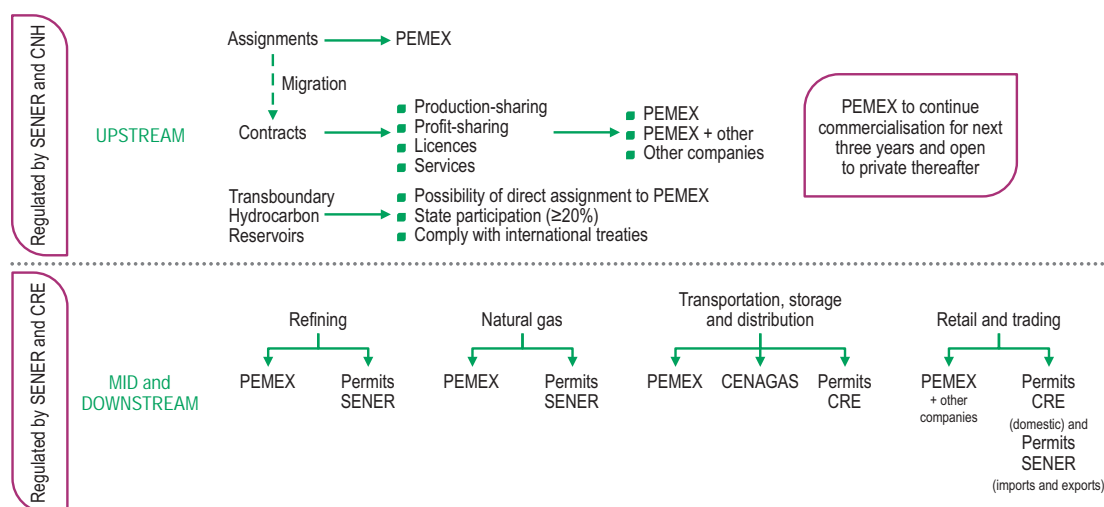 Regulated by SENER and CNH
UPSTREAM
Assignments
PEMEX
Migration
Contracts
Production-sharing
Profit-sharing
Licences
Services
PEMEX
PEMEX + other
Other companies
PEMEX to continue
commercialisation for next
three years and open
to private thereafter
Transboundary
Hydrocarbon
Reservoirs
Possibility of direct assignment to PEMEX
State participation (≥20%)
Comply with international treaties
Regulated by SENER and CRE
MID and
DOWNSTREAM
Refining
PEMEX
Permits
SENER
Natural gas
PEMEX
Permits
SENER
Transportation, storage
and distribution
PEMEX
CENAGAS
Permits
CRE
Retail and trading
PEMEX
+ other
companies
Permits
CRE
(domestic) and
Permits
SENER
(imports and exports)